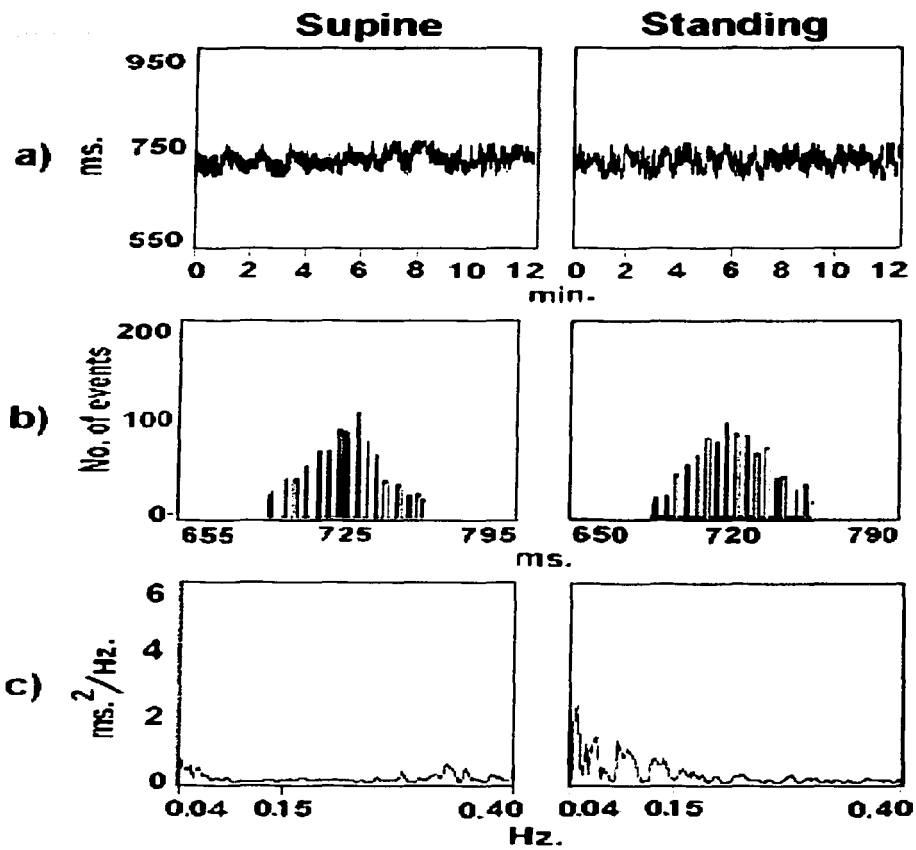 Supine Standing
a)
ms.
950
750
550
0 2 4 6 8 10 12
0 2 4 6 8 10 12
min.
b)
No. of events
200
100
0-
655 725 795
650 720 790
ms.
c)
ms.²/Hz.
6
4
2
0
0.04 0.15 0.40
0.04 0.15 0.40
Hz.